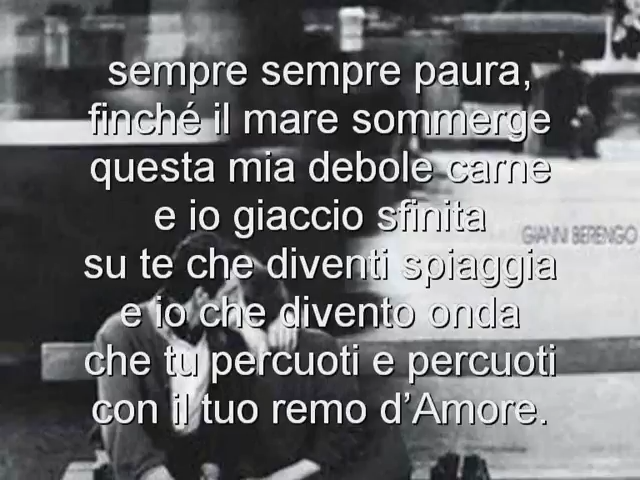 sempre sempre paura,
finché il mare sommerge
questa mia debole carne
e io giaccio sfinita
GIANNI BERENGO
su te che diventi spiaggia
e io che divento onda
che tu percuoti e percuoti
con il tuo remo d’Amore.